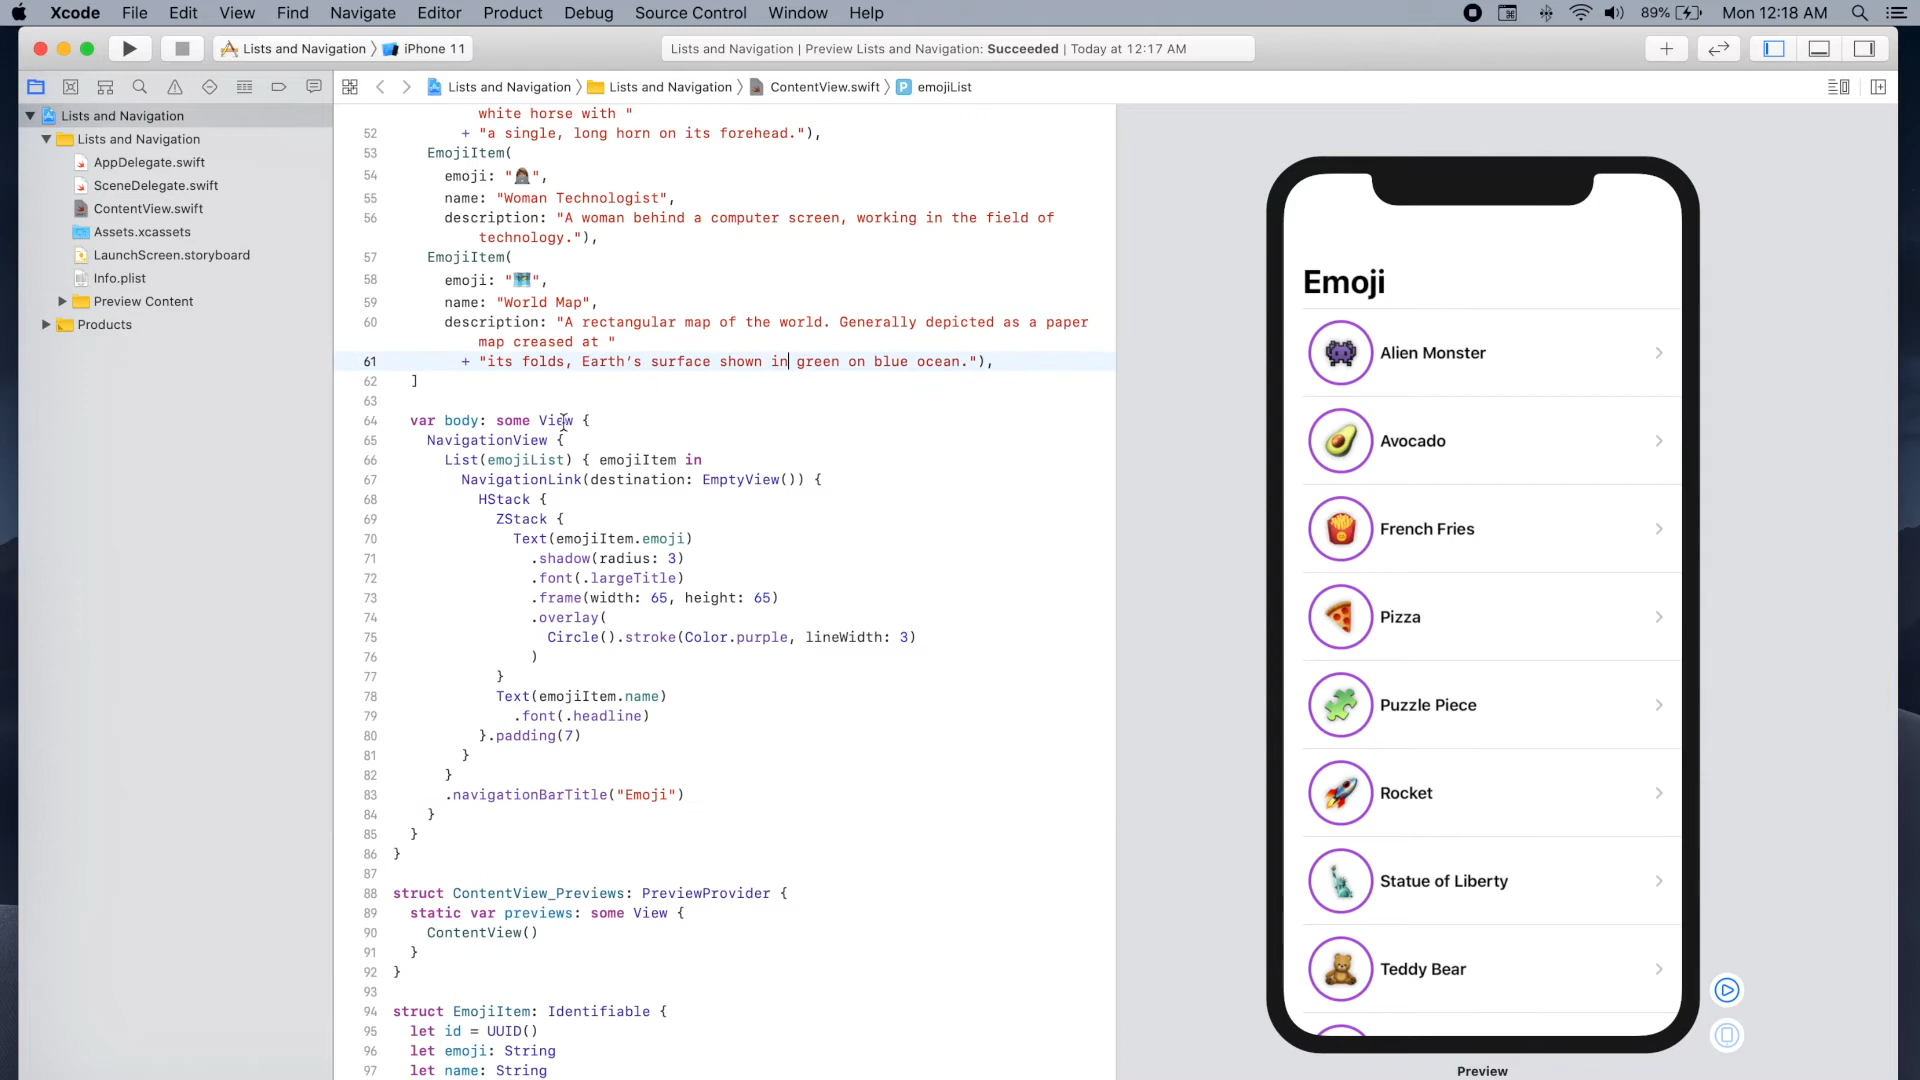 Xcode File Edit View Find Navigate Editor Product Debug Source Control Window Help 89% Mon 12:18 AM
Lists and Navigation iPhone 11 Lists and Navigation | Preview Lists and Navigation: Succeeded | Today at 12:17 AM
Lists and Navigation Lists and Navigation ContentView.swift emojiList
Lists and Navigation
Lists and Navigation
AppDelegate.swift
SceneDelegate.swift
ContentView.swift
Assets.xcassets
LaunchScreen.storyboard
Info.plist
Preview Content
Products
white horse with "
52 + "a single, long horn on its forehead."),
53 EmojiItem(
54 emoji: "👩🏽‍💻",
55 name: "Woman Technologist",
56 description: "A woman behind a computer screen, working in the field of
technology."),
57 EmojiItem(
58 emoji: "🗺️",
59 name: "World Map",
60 description: "A rectangular map of the world. Generally depicted as a paper
map creased at "
61 + "its folds, Earth’s surface shown in green on blue ocean."),
62 ]
63
64 var body: some View {
65 NavigationView {
66 List(emojiList) { emojiItem in
67 NavigationLink(destination: EmptyView()) {
68 HStack {
69 ZStack {
70 Text(emojiItem.emoji)
71 .shadow(radius: 3)
72 .font(.largeTitle)
73 .frame(width: 65, height: 65)
74 .overlay(
75 Circle().stroke(Color.purple, lineWidth: 3)
76 )
77 }
78 Text(emojiItem.name)
79 .font(.headline)
80 }.padding(7)
81 }
82 }
83 .navigationBarTitle("Emoji")
84 }
85 }
86 }
87
88 struct ContentView_Previews: PreviewProvider {
89 static var previews: some View {
90 ContentView()
91 }
92 }
93
94 struct EmojiItem: Identifiable {
95 let id = UUID()
96 let emoji: String
97 let name: String
Emoji
Alien Monster
Avocado
French Fries
Pizza
Puzzle Piece
Rocket
Statue of Liberty
Teddy Bear
Preview